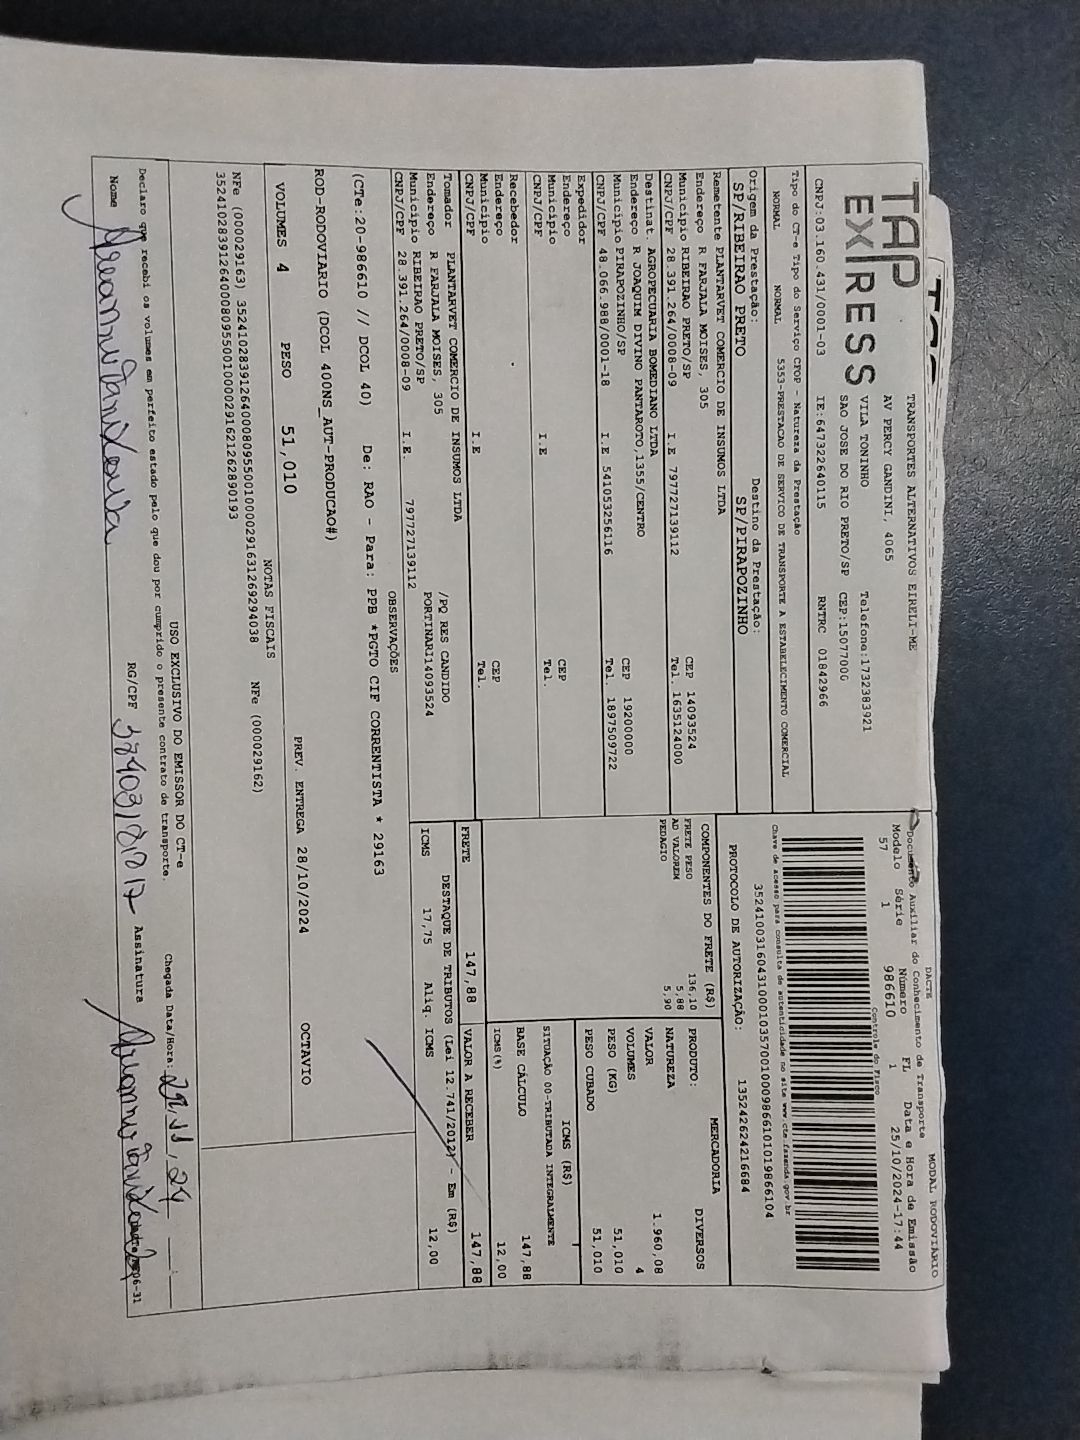 TAP
EXPRESS
TRANSPORTES ALTERNATIVOS EIRELI-ME
AV PERCY GANDINI, 4065
VILA TONINHO Telefone:1732383921
SAO JOSE DO RIO PRETO/SP CEP:15077000
CNPJ:03.160.431/0001-03 IE:647322640115 RNTRC 01842966
DACTE MODAL RODOVIÁRIO
Documento Auxiliar do Conhecimento de Transporte
Modelo Série Número FL Data e Hora de Emissão
57 1 986610 1 25/10/2024-17:44
Controle do Fisco
Chave de acesso para consulta de autenticidade no site www.cte.fazenda.gov.br
35241003160431000103570010009866101019866104
PROTOCOLO DE AUTORIZAÇÃO: 135242624216684
Tipo do CT-e Tipo do Serviço CFOP - Natureza da Prestação
NORMAL NORMAL 5353-PRESTACAO DE SERVICO DE TRANSPORTE A ESTABELECIMENTO COMERCIAL
Origem da Prestação: Destino da Prestação:
SP/RIBEIRAO PRETO SP/PIRAPOZINHO
Remetente PLANTARVET COMERCIO DE INSUMOS LTDA
Endereço R FARJALA MOISES, 305
Município RIBEIRAO PRETO/SP CEP 14093524
CNPJ/CPF 28.391.264/0008-09 I.E 797727139112 Tel. 1635124000
Destinat AGROPECUARIA BOMEDIANO LTDA
Endereço R JOAQUIM DIVINO PANTAROTO,1355/CENTRO
Município PIRAPOZINHO/SP CEP 19200000
CNPJ/CPF 48.066.988/0001-18 I.E 541053256116 Tel. 1897509722
Expedidor
Endereço
Município CEP
CNPJ/CPF I.E Tel.
Recebedor
Endereço
Município CEP
CNPJ/CPF I.E Tel.
Tomador PLANTARVET COMERCIO DE INSUMOS LTDA
Endereço R FARJALA MOISES, 305 /PQ RES CANDIDO
Município RIBEIRAO PRETO/SP PORTINARI14093524
CNPJ/CPF 28.391.264/0008-09 I.E. 797727139112
COMPONENTES DO FRETE (R$)
FRETE PESO 136,10
AD VALOREM 5,88
PEDAGIO 5,90
MERCADORIA
PRODUTO: DIVERSOS
NATUREZA
VALOR 1.960,08
VOLUMES 4
PESO (KG) 51,010
PESO CUBADO 51,010
ICMS (R$)
SITUAÇÃO 00-TRIBUTADA INTEGRALMENTE
BASE CÁLCULO 147,88
ICMS(%) 12,00
FRETE 147,88 VALOR A RECEBER 147,88
DESTAQUE DE TRIBUTOS (Lei 12.741/2012) - Em (R$)
ICMS 17,75 Aliq. ICMS 12,00
OBSERVAÇÕES
(CTe:20-986610 // DCOL 40) De: RAO - Para: PPB *PGTO CIF CORRENTISTA * 29163
ROD-RODOVIARIO (DCOL 400NS_AUT-PRODUCAO#)
VOLUMES 4 PESO 51,010 PREV. ENTREGA 28/10/2024 OCTAVIO
NOTAS FISCAIS
NFe (000029163) 35241028391264000809550010000291631269294038 NFe (000029162)
35241028391264000809550010000291621262890193
USO EXCLUSIVO DO EMISSOR DO CT-e
Declaro que recebi os volumes em perfeito estado pelo que dou por cumprido o presente contrato de transporte.
Chegada Data/Hora:
Nome RG/CPF Assinatura